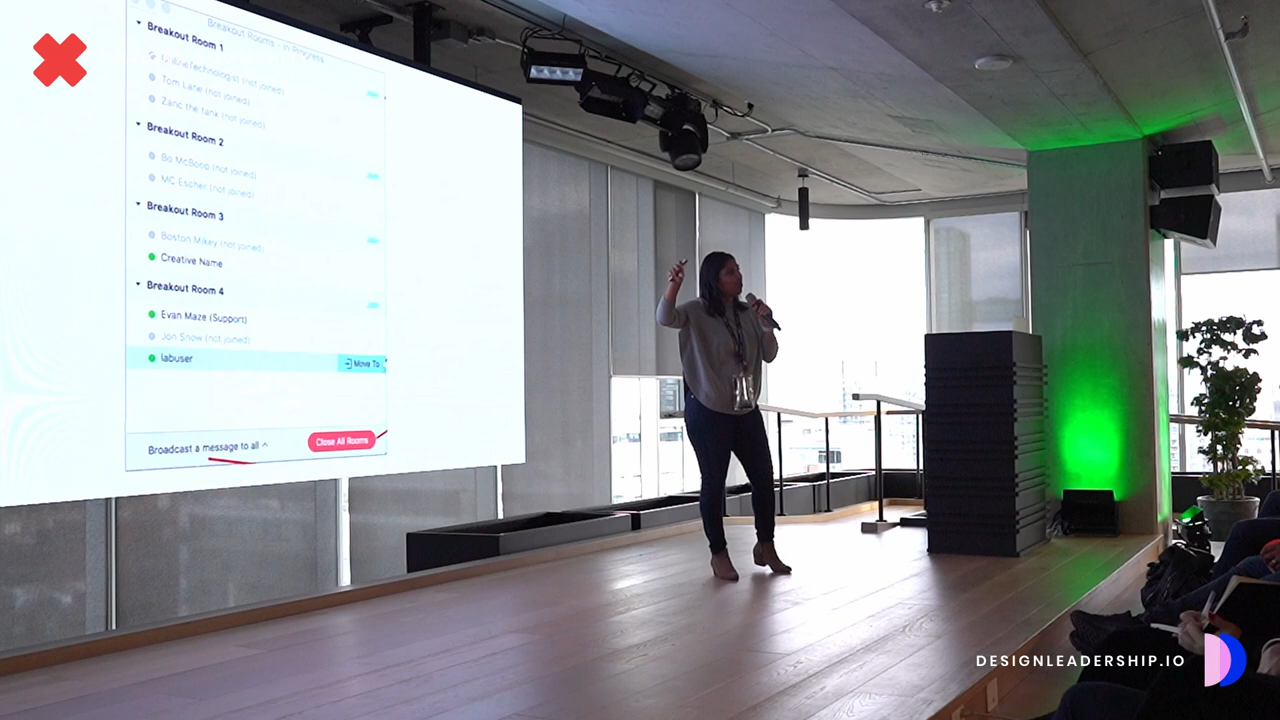 Breakout Rooms - In Progress
Breakout Room 1
Tom Lane (not joined)
Zane the tank (not joined)
Breakout Room 2
Bo McBoop (not joined)
MC Escher (not joined)
Breakout Room 3
Boston Mikey (not joined)
Creative Name
Breakout Room 4
Evan Maze (Support)
Jon Snow (not joined)
labuser
Move To
Broadcast a message to all
Close All Rooms
DESIGNLEADERSHIP.IO